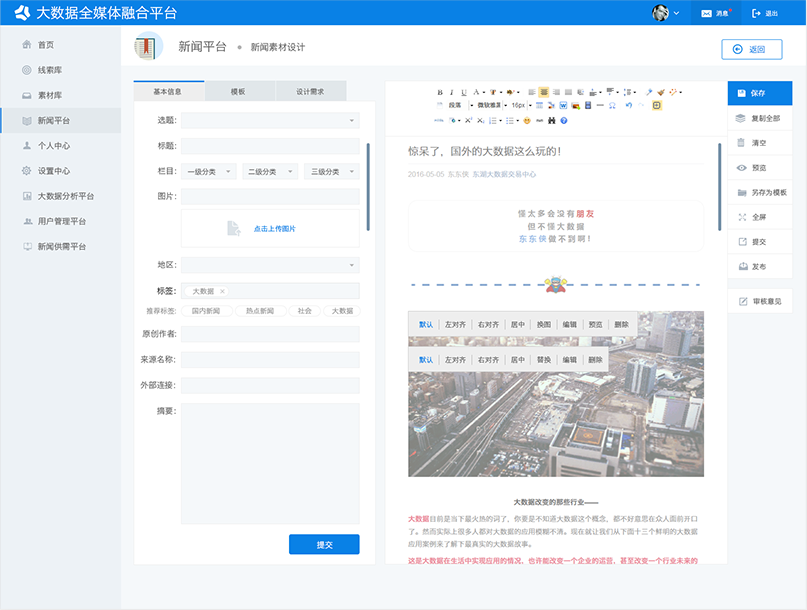 大数据全媒体融合平台
消息
退出
首页
线索库
素材库
新闻平台
个人中心
设置中心
大数据分析平台
用户管理平台
新闻供需平台
新闻平台
新闻素材设计
返回
基本信息
模板
设计需求
选题:
标题:
栏目:
一级分类
二级分类
三级分类
图片:
点击上传图片
地区:
标签:
大数据 ×
推荐标签:
国内新闻
热点新闻
社会
大数据
原创作者:
来源名称:
外部连接:
摘要:
提交
B I U A
段落
微软雅黑
16px
惊呆了，国外的大数据这么玩的！
2016-05-05 东东侠 东湖大数据交易中心
懂太多会没有朋友
但不懂大数据
东东侠做不到啊！
默认 左对齐 右对齐 居中 换图 编辑 预览 删除
默认 左对齐 右对齐 居中 替换 编辑 删除
大数据改变的那些行业——
大数据目前是当下最火热的词了，你要是不知道大数据这个概念，都不好意思在众人面前开口
了。然而实际上很多人都对大数据的应用模糊不清。现在就让我们从下面十三个鲜明的大数据
应用案例来了解下最真实的大数据故事。
这是大数据在生活中实现应用的情况，也许能改变一个企业的运营，甚至改变一个行业未来的
保存
复制全部
清空
预览
另存为模板
全屏
提交
发布
审核意见